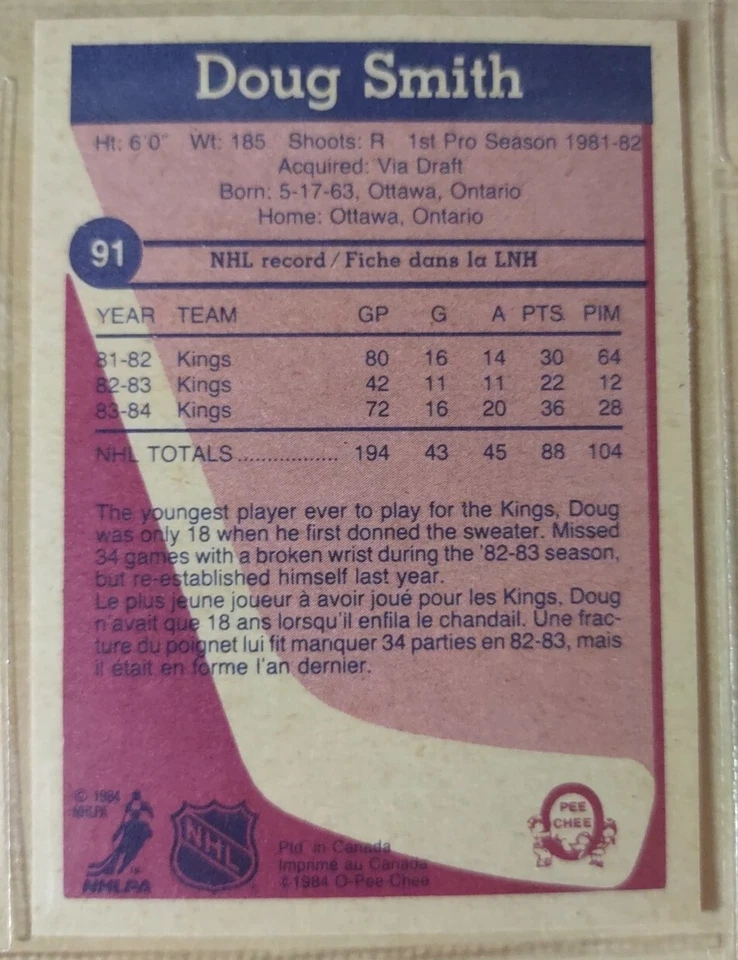 Doug Smith
Ht: 6'0" Wt: 185 Shoots: R 1st Pro Season 1981-82
Acquired: Via Draft
Born: 5-17-63, Ottawa, Ontario
Home: Ottawa, Ontario
91
NHL record / Fiche dans la LNH
YEAR TEAM GP G A PTS PIM
81-82 Kings 80 16 14 30 64
82-83 Kings 42 11 11 22 12
83-84 Kings 72 16 20 36 28
NHL TOTALS.................. 194 43 45 88 104
The youngest player ever to play for the Kings, Doug
was only 18 when he first donned the sweater. Missed
34 games with a broken wrist during the '82-83 season,
but re-established himself last year.
Le plus jeune joueur à avoir joué pour les Kings, Doug
n'avait que 18 ans lorsqu'il enfila le chandail. Une frac-
ture du poignet lui fit manquer 34 parties en 82-83, mais
il était en forme l'an dernier.
© 1984
NHLPA
NHLPA
NHL
Ptd. in Canada
Imprimé au Canada
©1984 O-Pee-Chee
O
PEE
CHEE